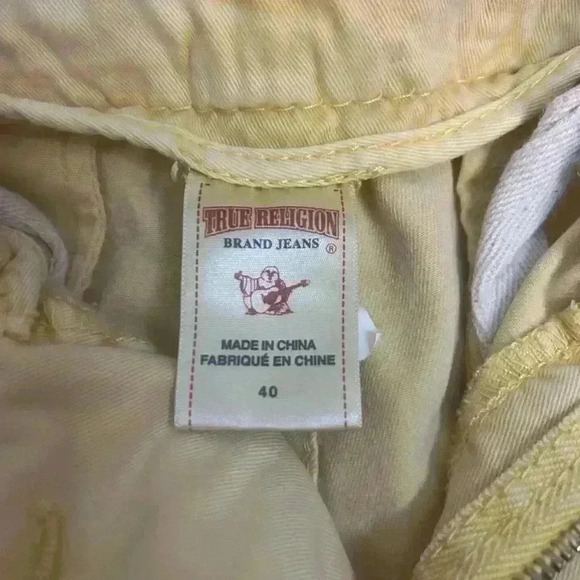 TRUE RELIGION
BRAND JEANS ®
MADE IN CHINA
FABRIQUÉ EN CHINE
40